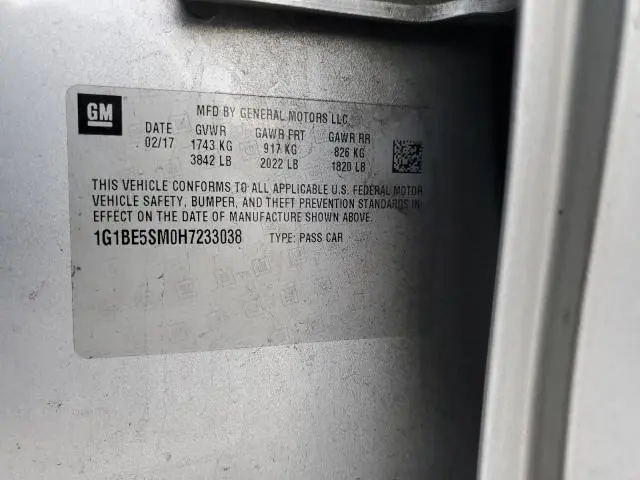 GM
MFD BY GENERAL MOTORS LLC
DATE GVWR GAWR FRT GAWR RR
02/17 1743 KG 917 KG 826 KG
3842 LB 2022 LB 1820 LB
THIS VEHICLE CONFORMS TO ALL APPLICABLE U.S. FEDERAL MOTOR
VEHICLE SAFETY, BUMPER, AND THEFT PREVENTION STANDARDS IN
EFFECT ON THE DATE OF MANUFACTURE SHOWN ABOVE.
1G1BE5SM0H7233038 TYPE: PASS CAR